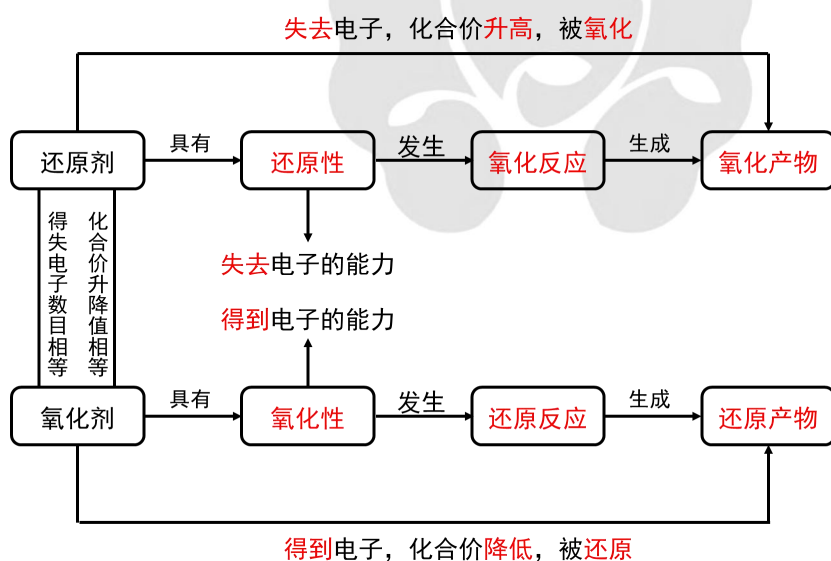 失去电子，化合价升高，被氧化
还原剂
具有
还原性
发生
氧化反应
生成
氧化产物
得失电子数目相等
化合价升降值相等
失去电子的能力
得到电子的能力
氧化剂
具有
氧化性
发生
还原反应
生成
还原产物
得到电子，化合价降低，被还原